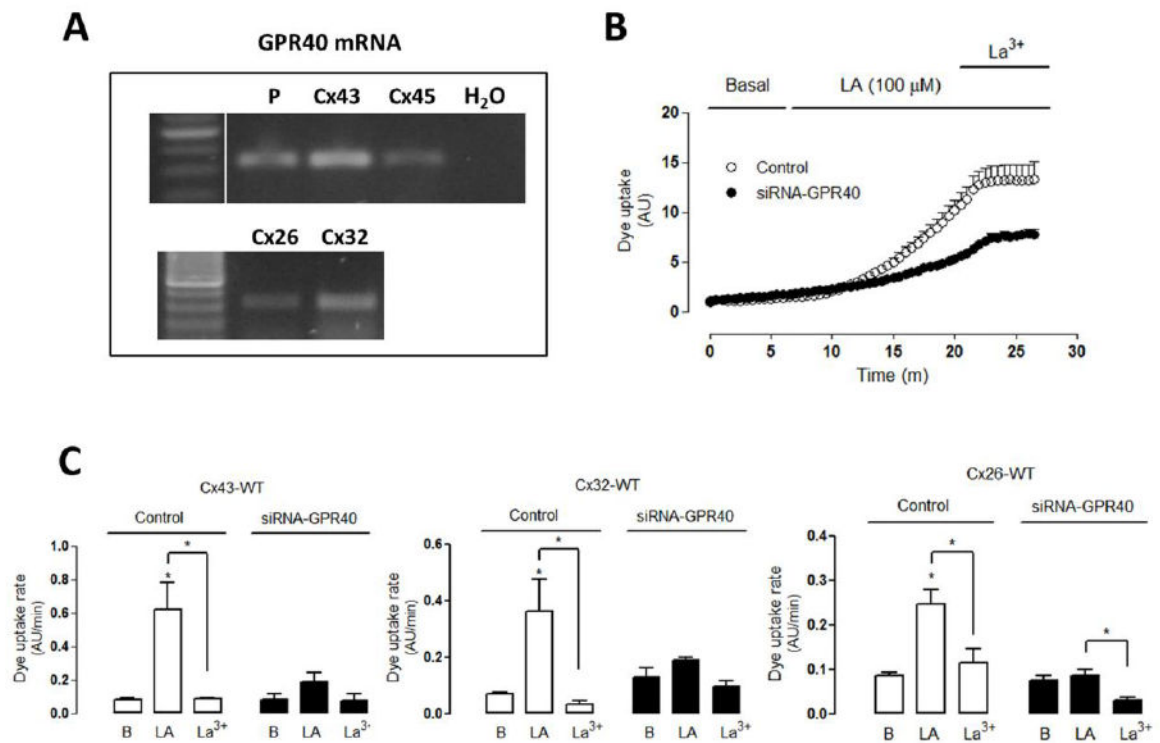 A
GPR40 mRNA
P Cx43 Cx45 H₂O
Cx26 Cx32
B
La³⁺
Basal LA (100 µM)
20
15
10
5
0
Dye uptake
(AU)
Control
siRNA-GPR40
0 5 10 15 20 25 30
Time (m)
C
Cx43-WT
Control siRNA-GPR40
1.0
0.8
0.6
0.4
0.2
0.0
Dye uptake rate
(AU/min)
*
*
B LA La³⁺ B LA La³⁻
Cx32-WT
Control siRNA-GPR40
0.6
0.4
0.2
0.0
Dye uptake rate
(AU/min)
*
*
B LA La³⁺ B LA La³⁺
Cx26-WT
Control siRNA-GPR40
0.4
0.3
0.2
0.1
0.0
Dye uptake rate
(AU/min)
*
*
*
B LA La³⁺ B LA La³⁺